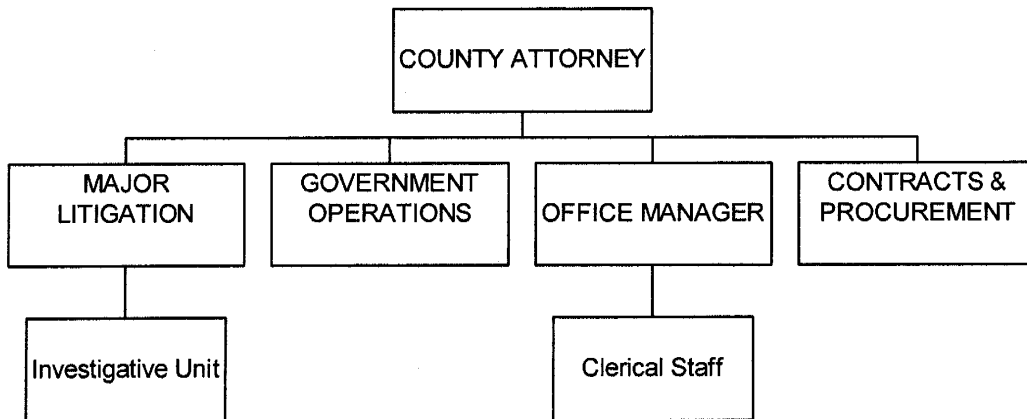 COUNTY ATTORNEY
MAJOR
LITIGATION
GOVERNMENT
OPERATIONS
OFFICE MANAGER
CONTRACTS &
PROCUREMENT
Investigative Unit
Clerical Staff